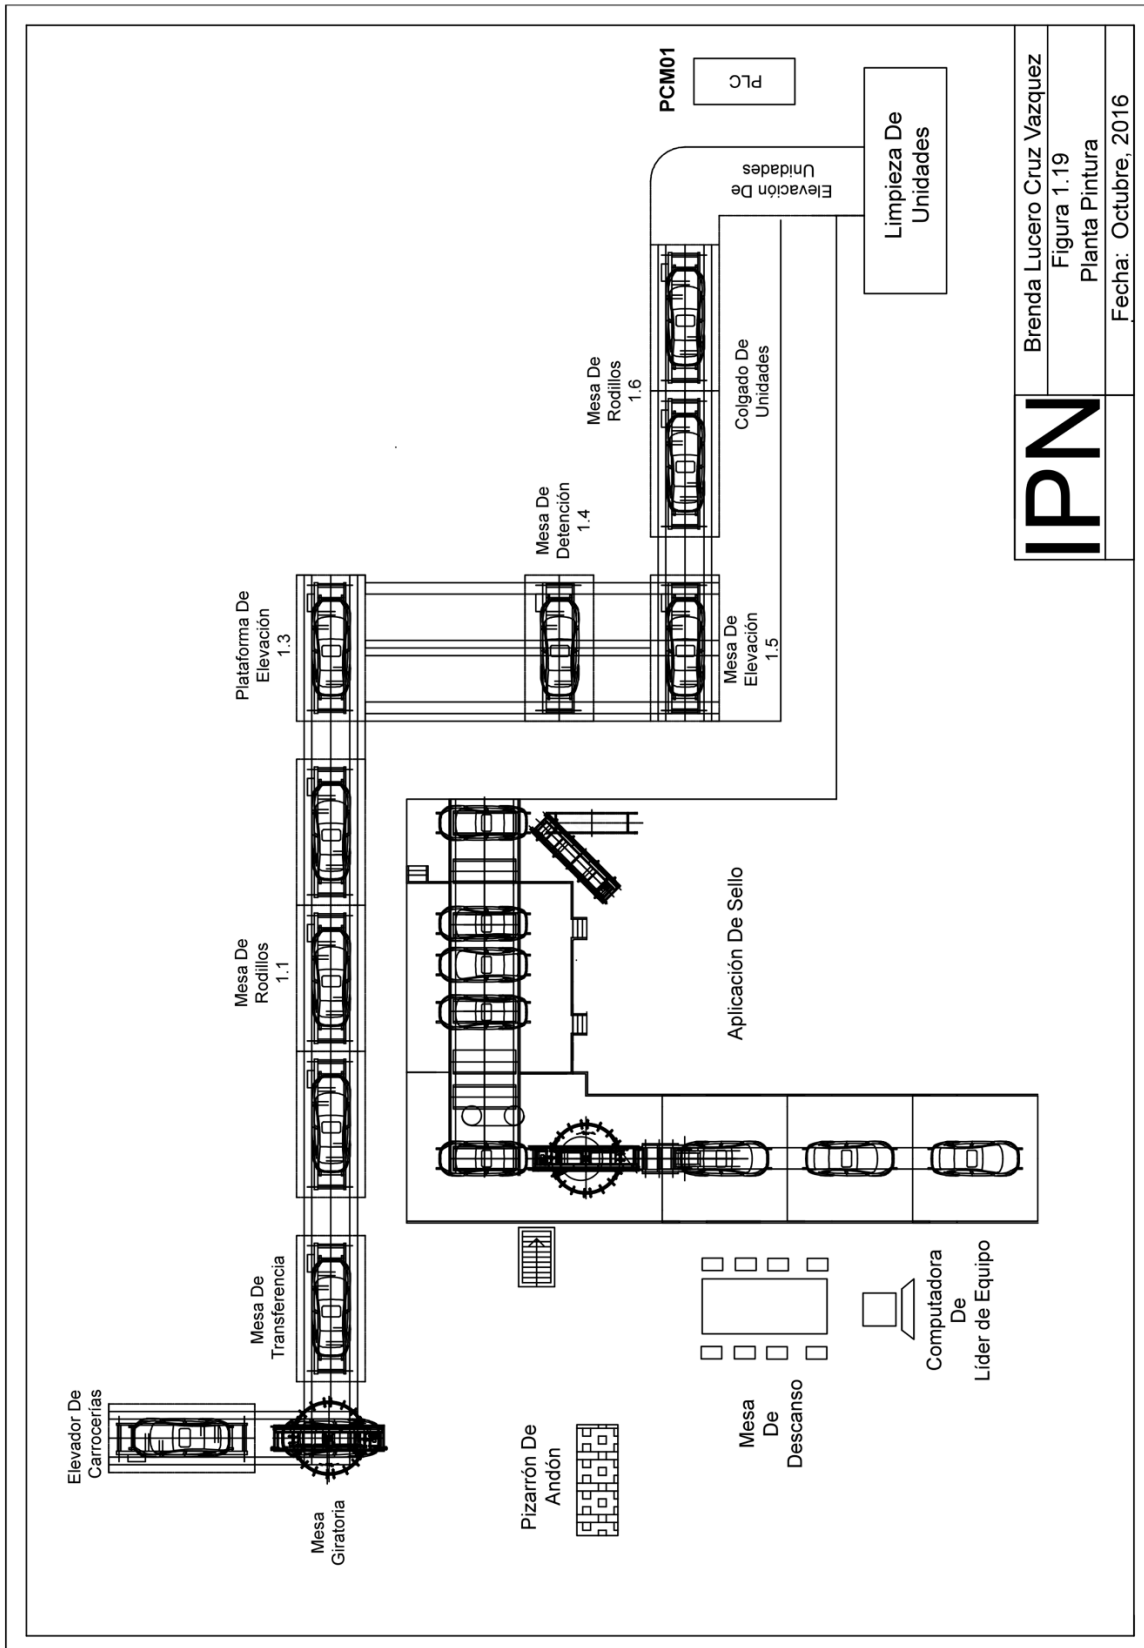 Elevador De
Carrocerías
Mesa
Giratoria
Mesa De
Transferencia
Mesa De
Rodillos
1.1
Plataforma De
Elevación
1.3
Mesa De
Detención
1.4
Mesa De
Elevación
1.5
Mesa De
Rodillos
1.6
Colgado De
Unidades
Elevación De
Unidades
PCM01
PLC
Limpieza De
Unidades
Aplicación De Sello
Pizarrón De
Andón
Mesa
De
Descanso
Computadora
De
Líder de Equipo
IPN
Brenda Lucero Cruz Vazquez
Figura 1.19
Planta Pintura
Fecha: Octubre, 2016